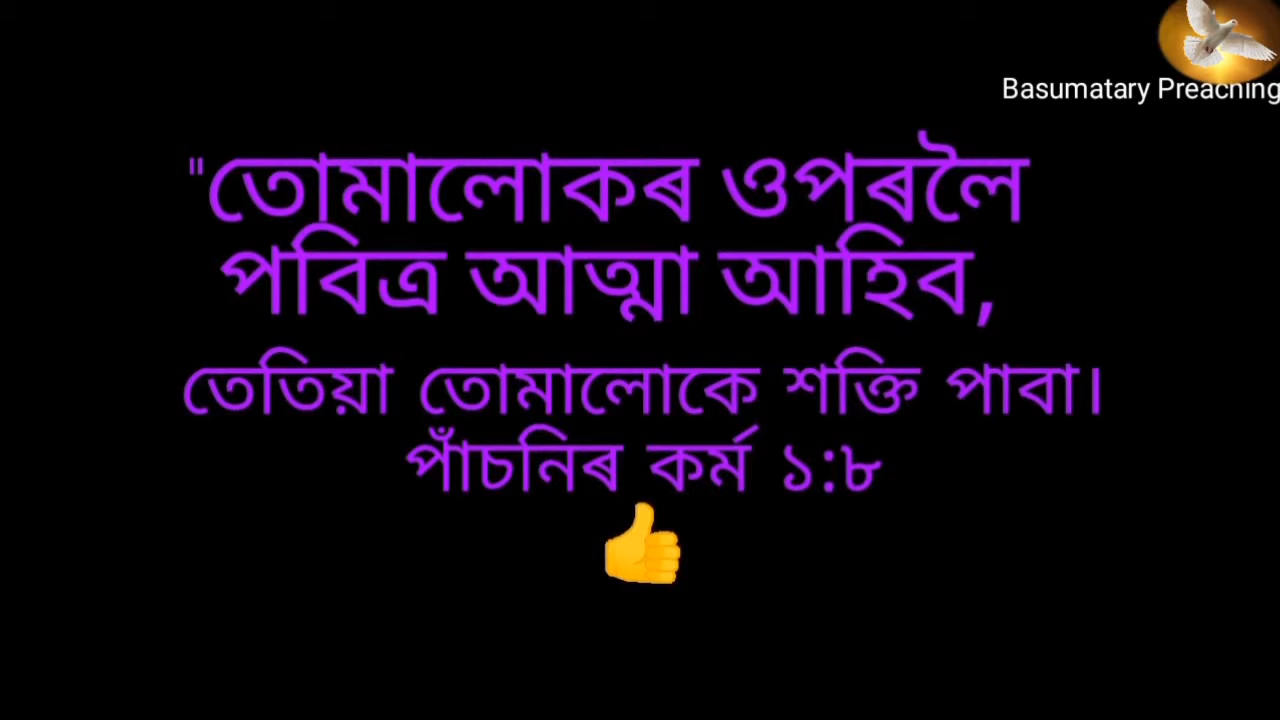 Basumatary Preaching
"তোমালোকৰ ওপৰলৈ
পবিত্ৰ আত্মা আহিব,
তেতিয়া তোমালোকে শক্তি পাবা।
পাঁচনিৰ কৰ্ম ১:৮